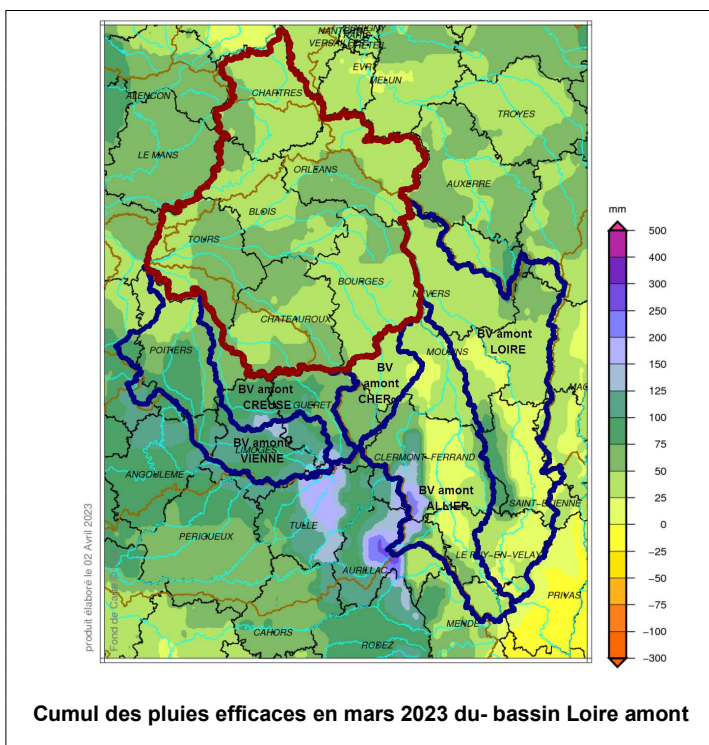 NANTERRE
VERSAILLES
CRETEIL
EVRY
MELUN
CHARTRES
ALENCON
TROYES
LE MANS
ORLEANS
AUXERRE
BLOIS
TOURS
BOURGES
NEVERS
CHATEAUROUX
POITIERS
MOULINS
BV amont
LOIRE
BV
amont
CHER
BV amont
CREUSE
GUERET
BV amont
VIENNE
LIMOGES
ANGOULEME
CLERMONT-FERRAND
BV amont
ALLIER
SAINT-ETIENNE
TULLE
PERIGUEUX
LE PUY-EN-VELAY
AURILLAC
PRIVAS
MENDE
CAHORS
RODEZ
mm
500
400
300
200
150
125
100
75
50
25
0
-25
-50
-75
-100
-300
produit élaboré le 02 Avril 2023
Fond de Carte
Cumul des pluies efficaces en mars 2023 du- bassin Loire amont